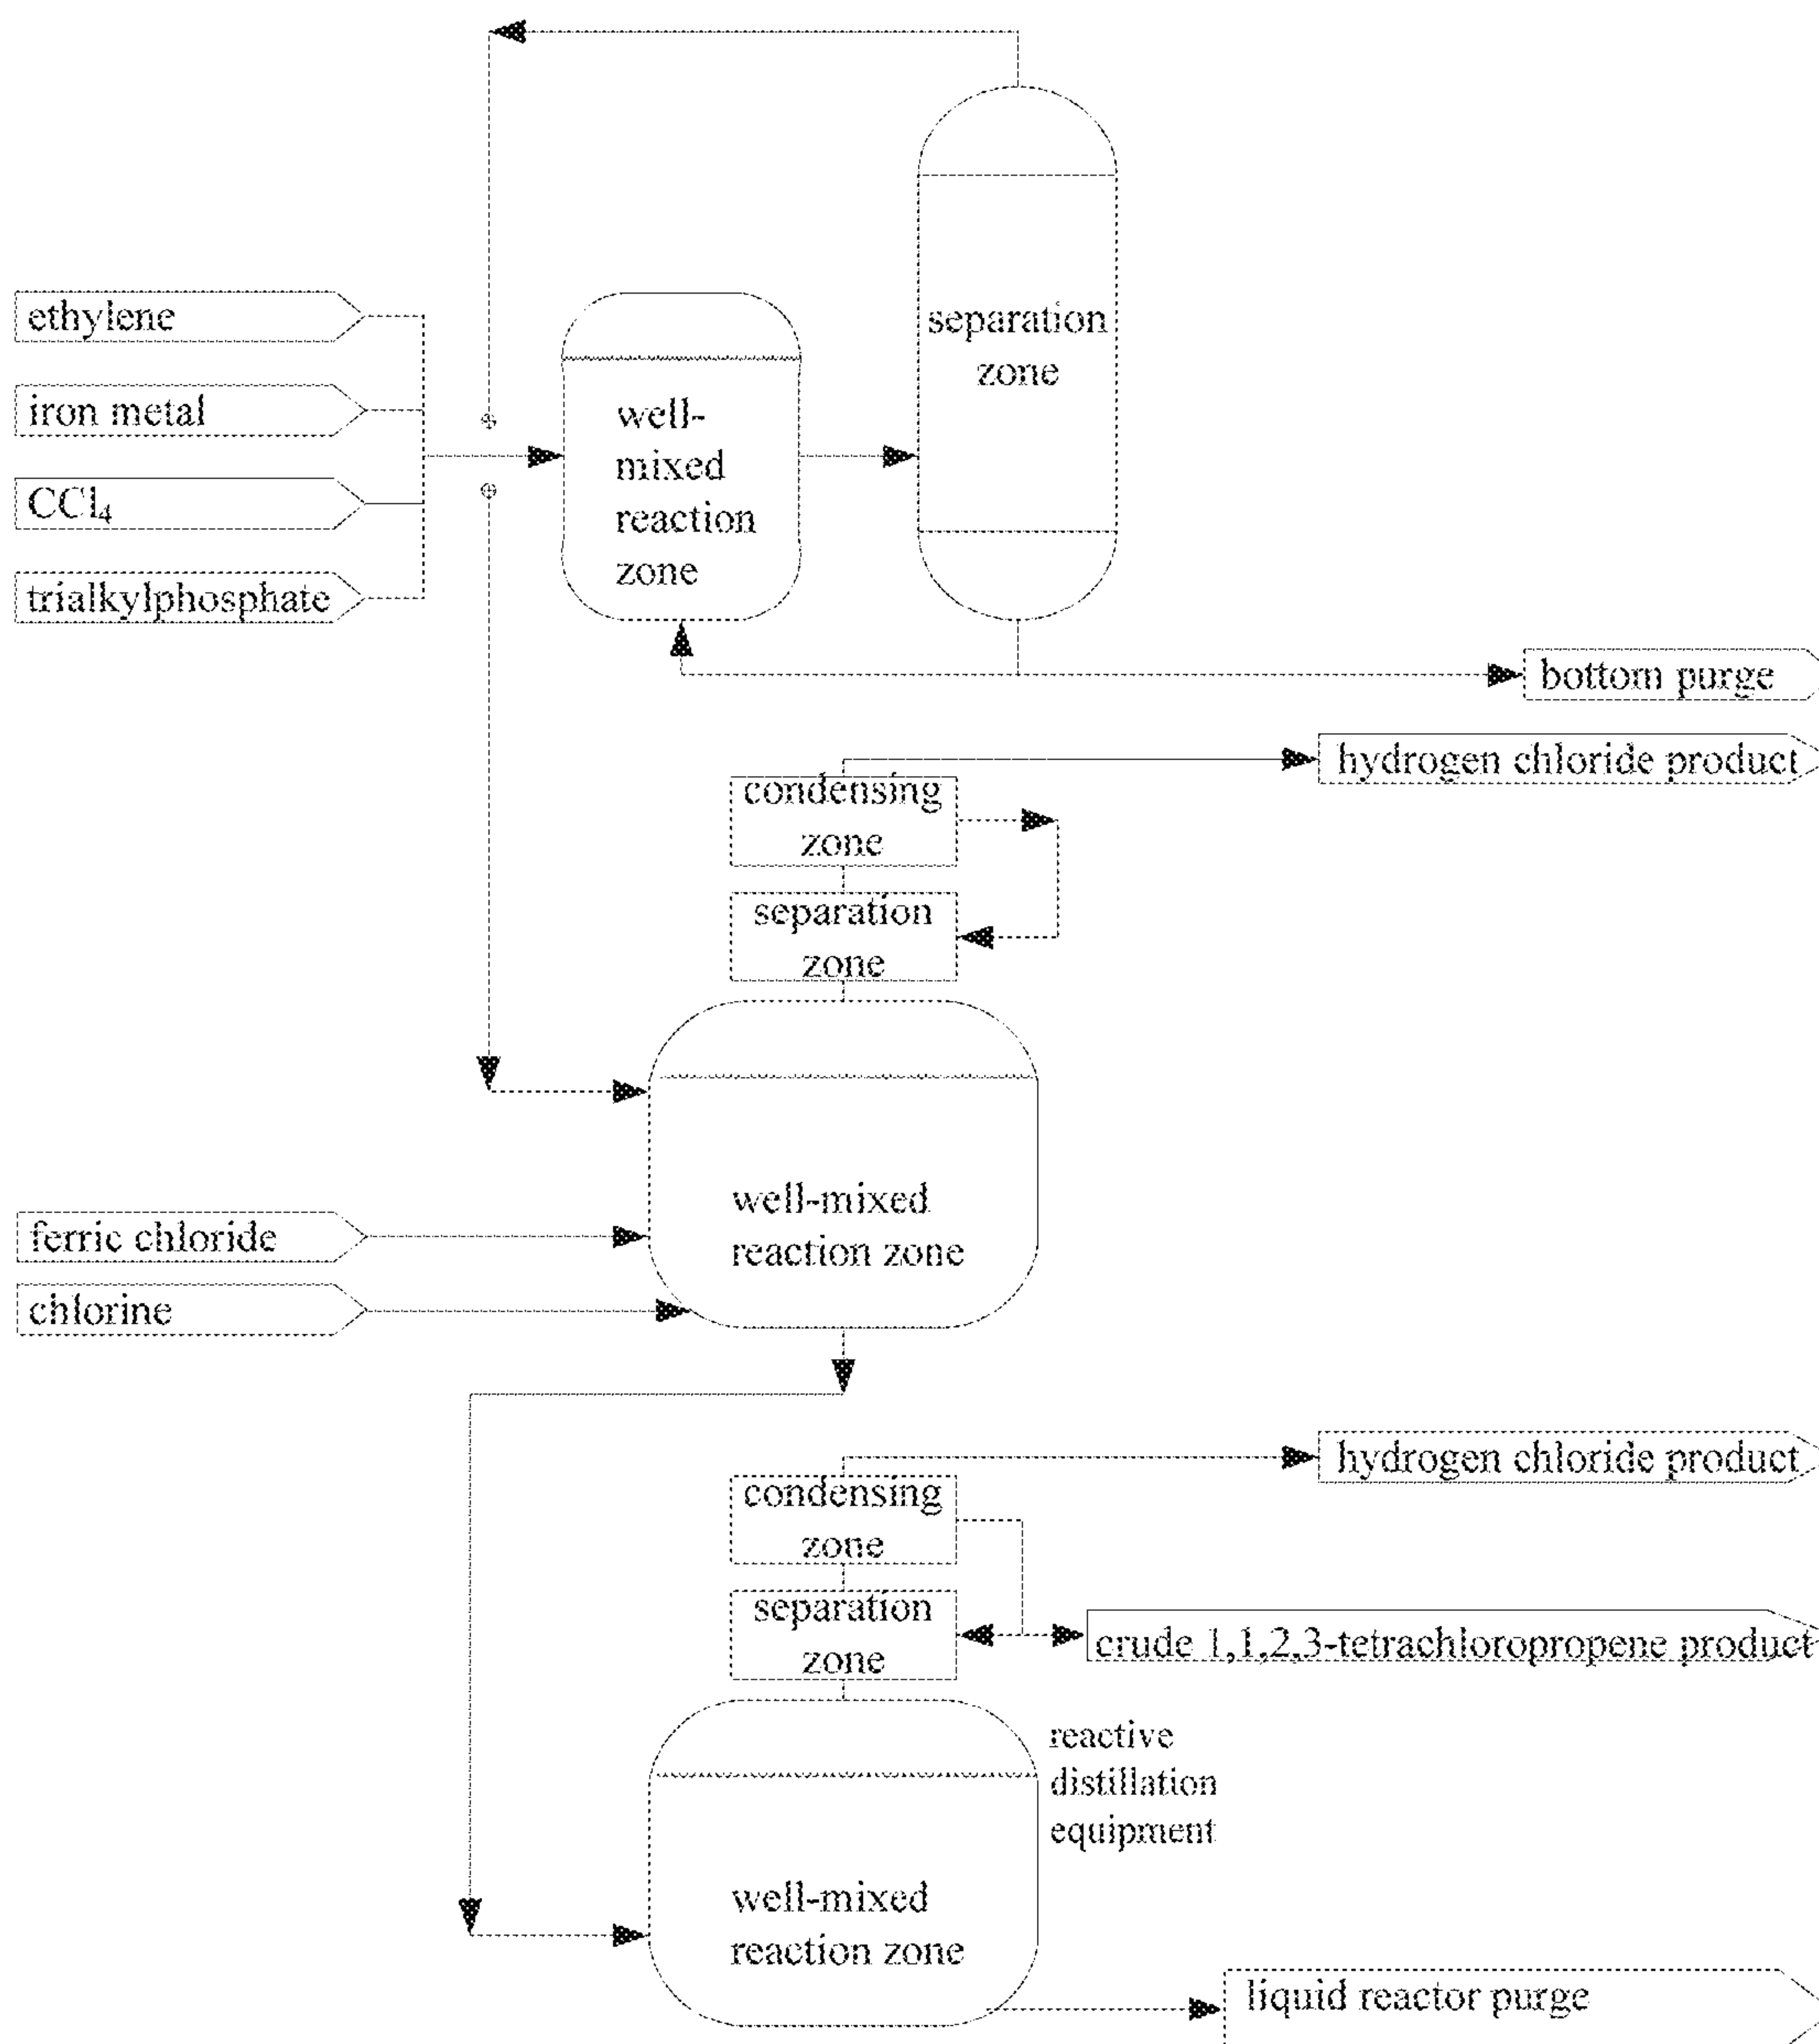 ethylene
iron metal
CCl₄
trialkylphosphate
well-
mixed
reaction
zone
separation
zone
bottom purge
hydrogen chloride product
condensing
zone
separation
zone
well-mixed
reaction zone
ferric chloride
chlorine
hydrogen chloride product
condensing
zone
separation
zone
crude 1,1,2,3-tetrachloropropene product
reactive
distillation
equipment
well-mixed
reaction zone
liquid reactor purge